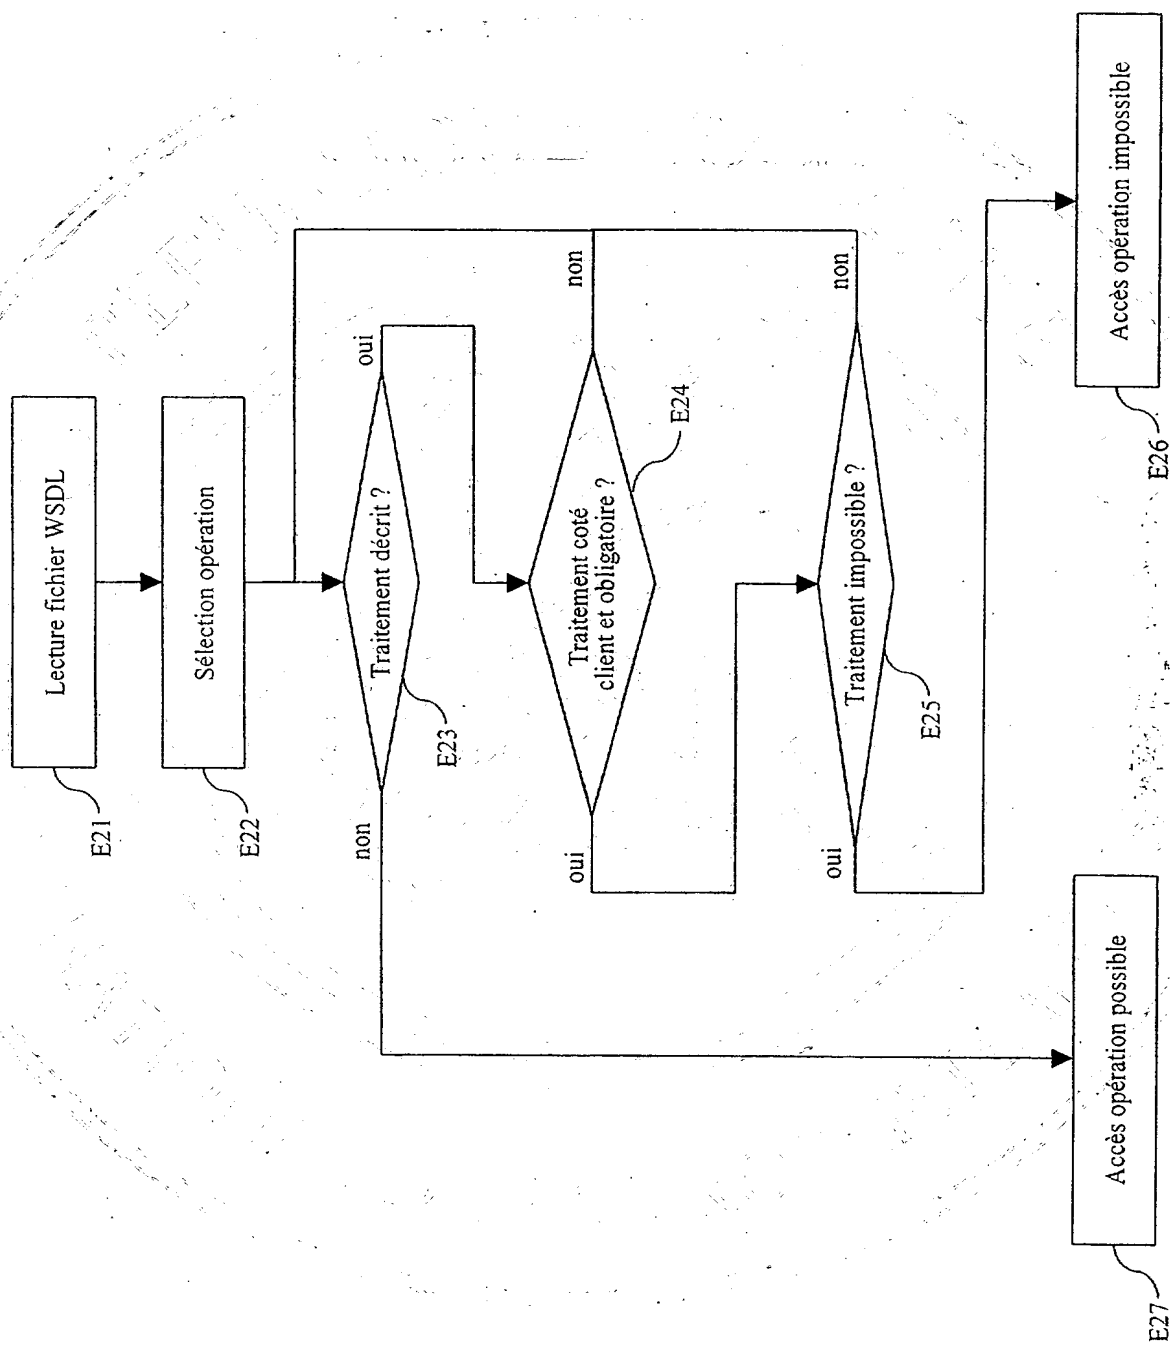 Lecture fichier WSDL
E21
Sélection opération
E22
Traitement décrit ?
oui
non
E23
Traitement coté
client et obligatoire ?
non
oui
E24
Traitement impossible ?
non
oui
E25
Accès opération impossible
E26
Accès opération possible
E27